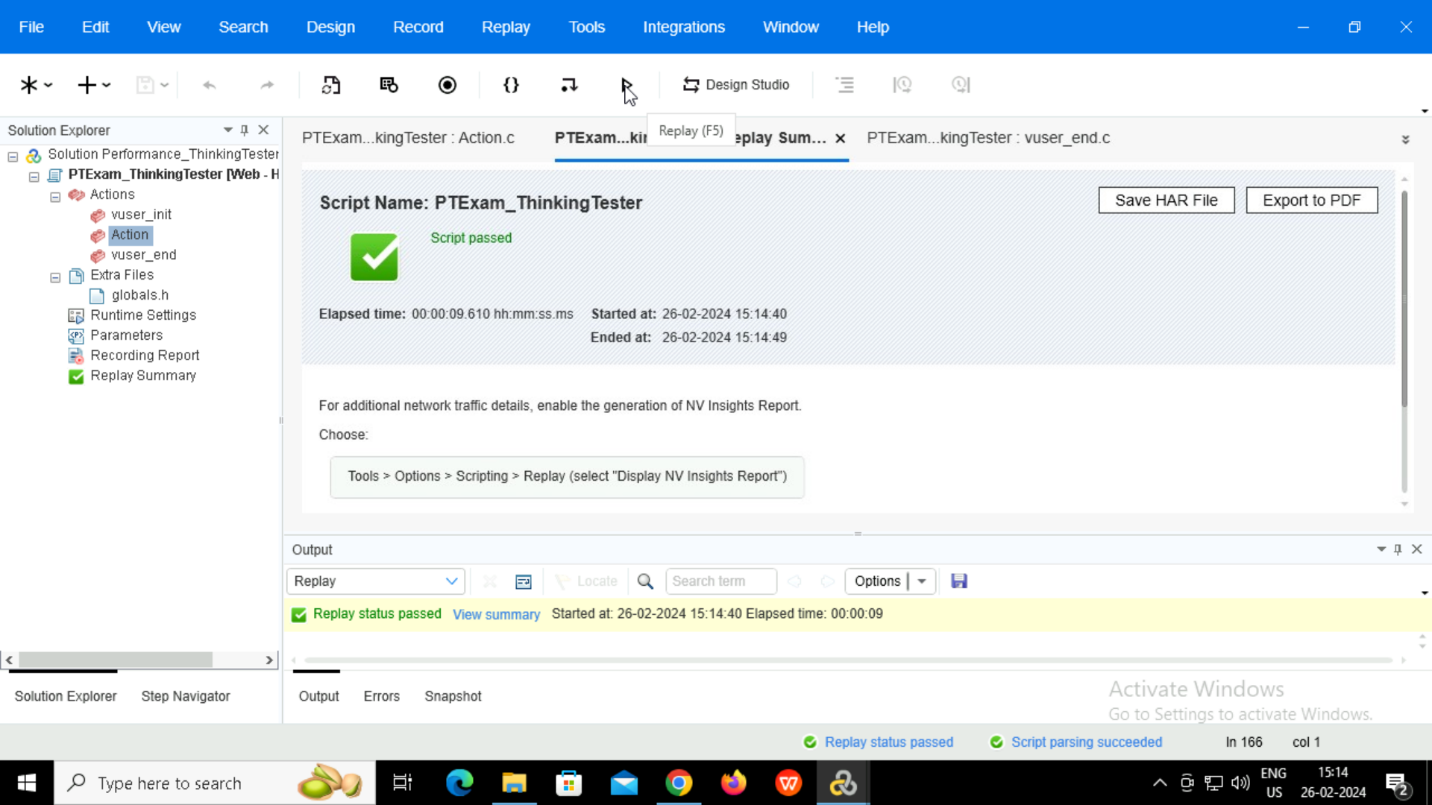 File Edit View Search Design Record Replay Tools Integrations Window Help
Design Studio
Replay (F5)
Solution Explorer
Solution Performance_ThinkingTester
PTExam_ThinkingTester [Web - H
Actions
vuser_init
Action
vuser_end
Extra Files
globals.h
Runtime Settings
Parameters
Recording Report
Replay Summary
Solution Explorer Step Navigator
PTExam...kingTester : Action.c PTExam...ki eplay Sum... PTExam...kingTester : vuser_end.c
Script Name: PTExam_ThinkingTester
Save HAR File Export to PDF
Script passed
Elapsed time: 00:00:09.610 hh:mm:ss.ms Started at: 26-02-2024 15:14:40
Ended at: 26-02-2024 15:14:49
For additional network traffic details, enable the generation of NV Insights Report.
Choose:
Tools > Options > Scripting > Replay (select "Display NV Insights Report")
Output
Replay Locate Search term Options
Replay status passed View summary Started at: 26-02-2024 15:14:40 Elapsed time: 00:00:09
Output Errors Snapshot
Activate Windows
Go to Settings to activate Windows.
Replay status passed Script parsing succeeded ln 166 col 1
Type here to search
ENG
US
15:14
26-02-2024
2